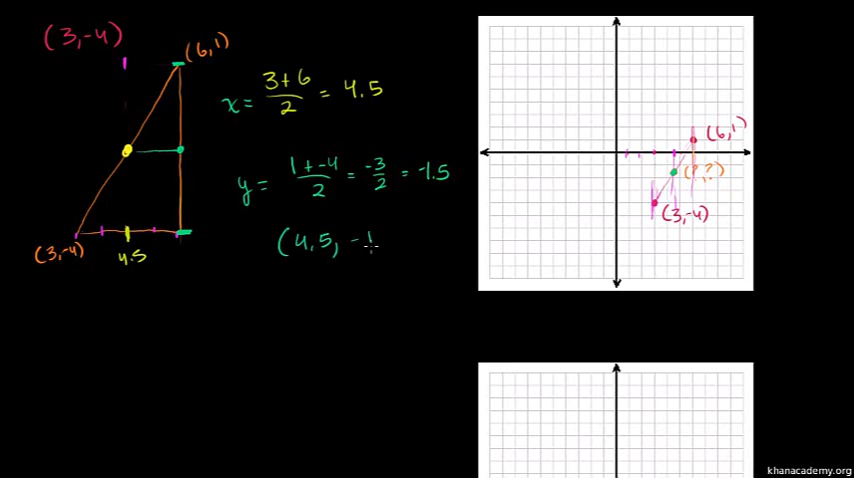 (3,-4)
(6,1)
x = 3+6/2 = 4.5
y = 1+-4/2 = -3/2 = -1.5
(4.5, -1
(3,-4)
4.5
(6,1)
(?,?)
(3,-4)
khanacademy.org